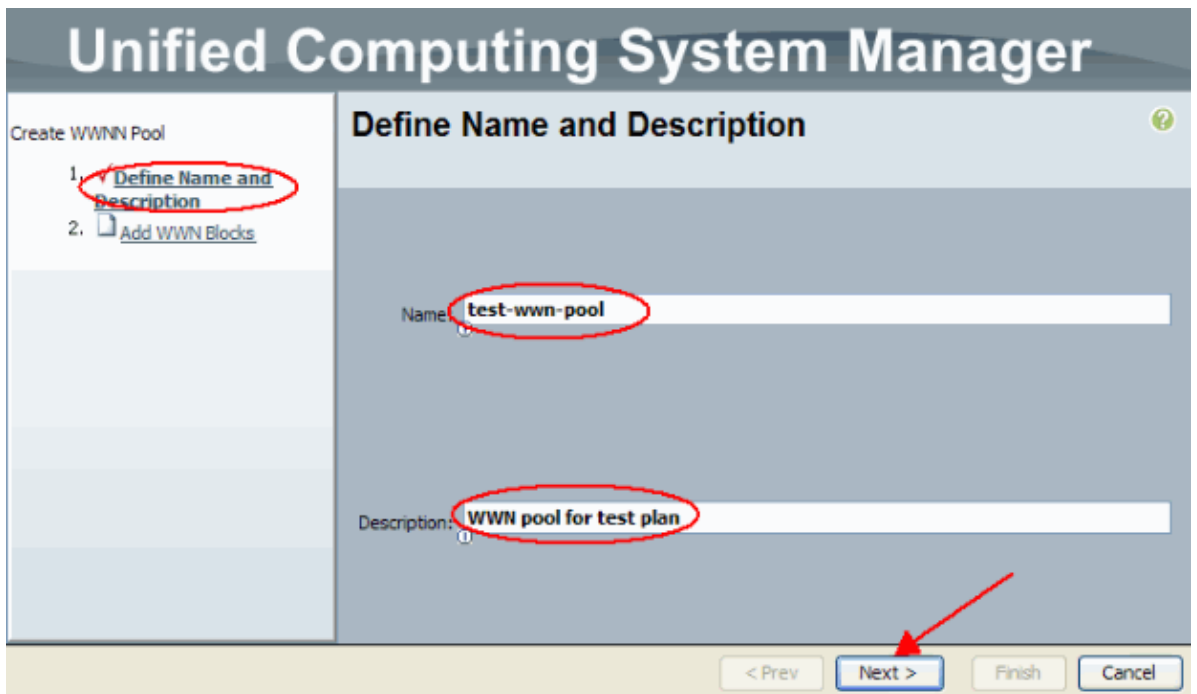 Unified Computing System Manager
Create WWNN Pool
1. √ Define Name and
Description
2. Add WWN Blocks
Define Name and Description
?
Name: test-wwn-pool
Description: WWN pool for test plan
< Prev
Next >
Finish
Cancel